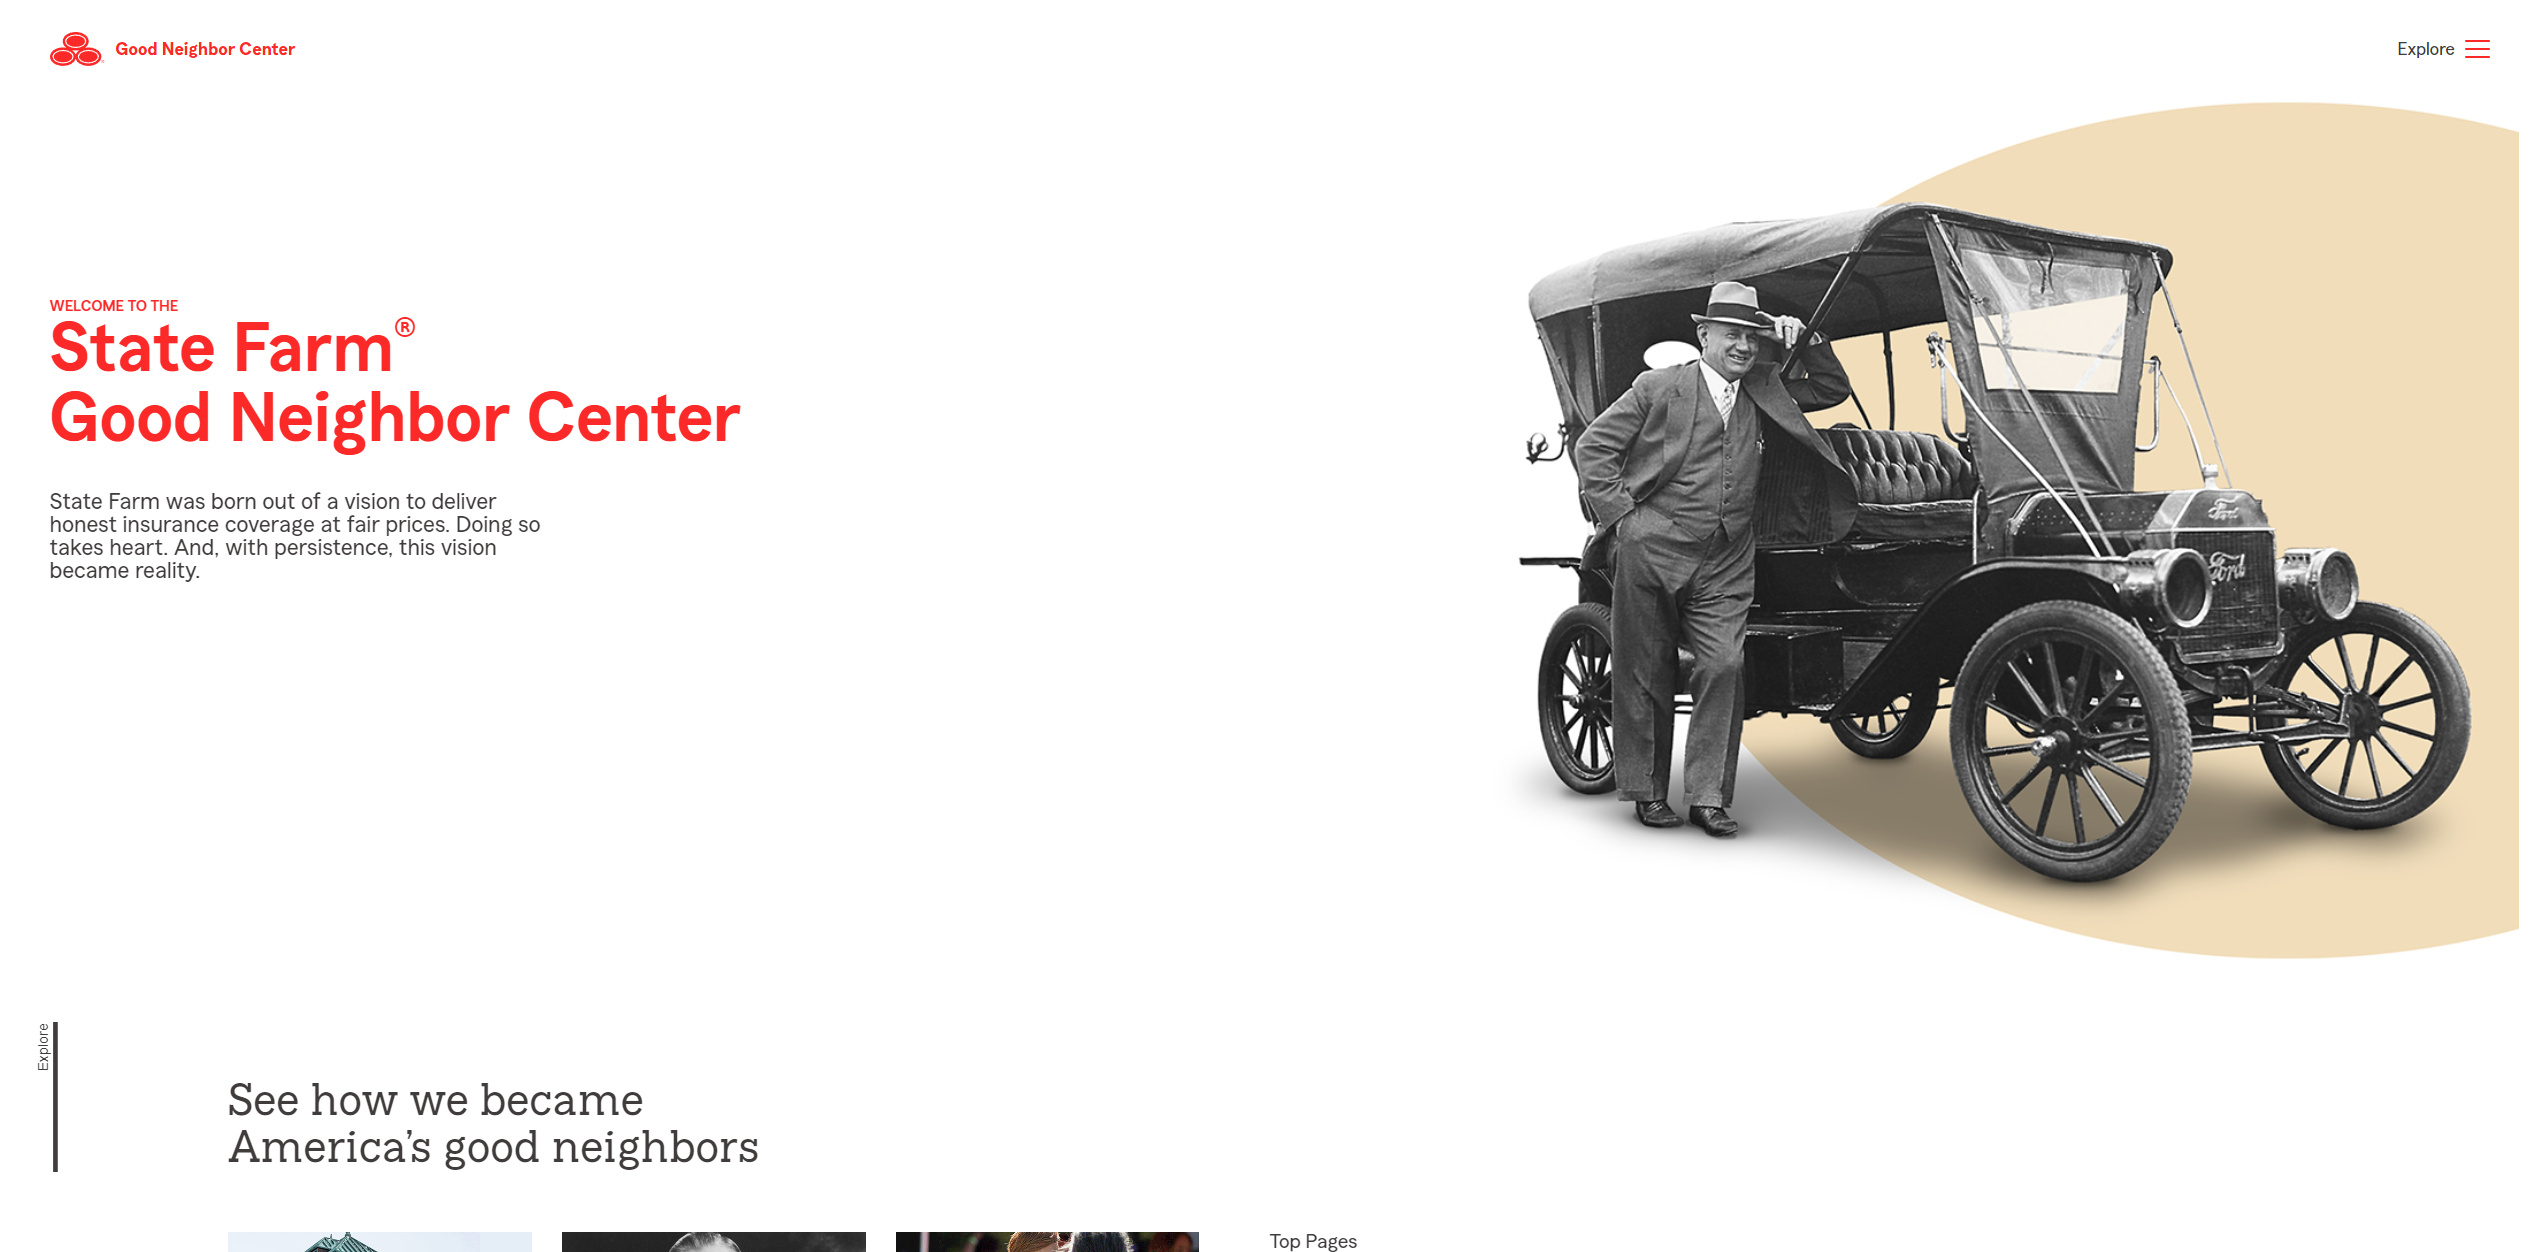 Good Neighbor Center
Explore
WELCOME TO THE
State Farm®
Good Neighbor Center
State Farm was born out of a vision to deliver
honest insurance coverage at fair prices. Doing so
takes heart. And, with persistence, this vision
became reality.
Ford
Ford
Explore
See how we became
America’s good neighbors
Top Pages